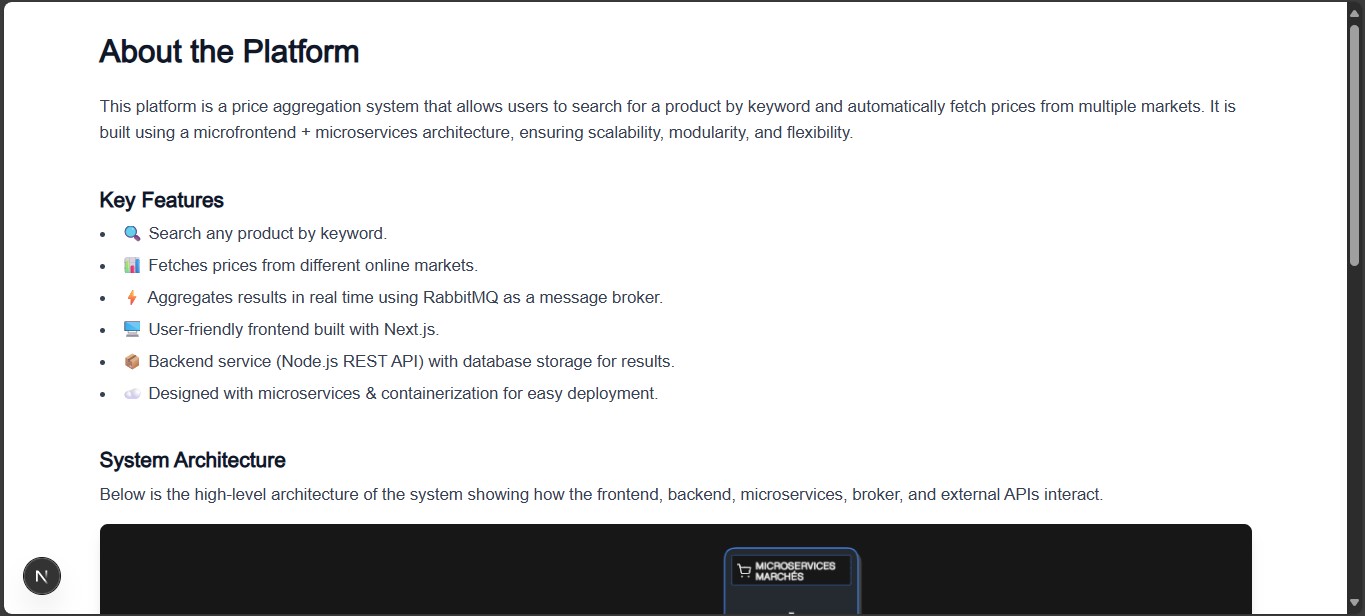 About the Platform
This platform is a price aggregation system that allows users to search for a product by keyword and automatically fetch prices from multiple markets. It is
built using a microfrontend + microservices architecture, ensuring scalability, modularity, and flexibility.
Key Features
• 🔍 Search any product by keyword.
• 📊 Fetches prices from different online markets.
• ⚡ Aggregates results in real time using RabbitMQ as a message broker.
• 🖥️ User-friendly frontend built with Next.js.
• 📦 Backend service (Node.js REST API) with database storage for results.
• ☁️ Designed with microservices & containerization for easy deployment.
System Architecture
Below is the high-level architecture of the system showing how the frontend, backend, microservices, broker, and external APIs interact.
MICROSERVICES
MARCHÉS
N